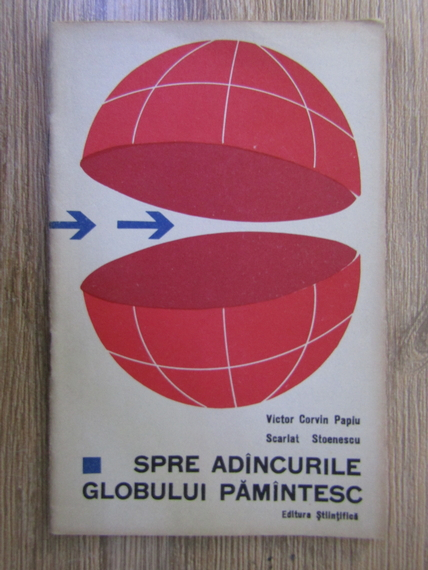 Victor Corvin Papiu
Scarlat Stoenescu
SPRE ADÎNCURILE
GLOBULUI PĂMÎNTESC
Editura Științifică